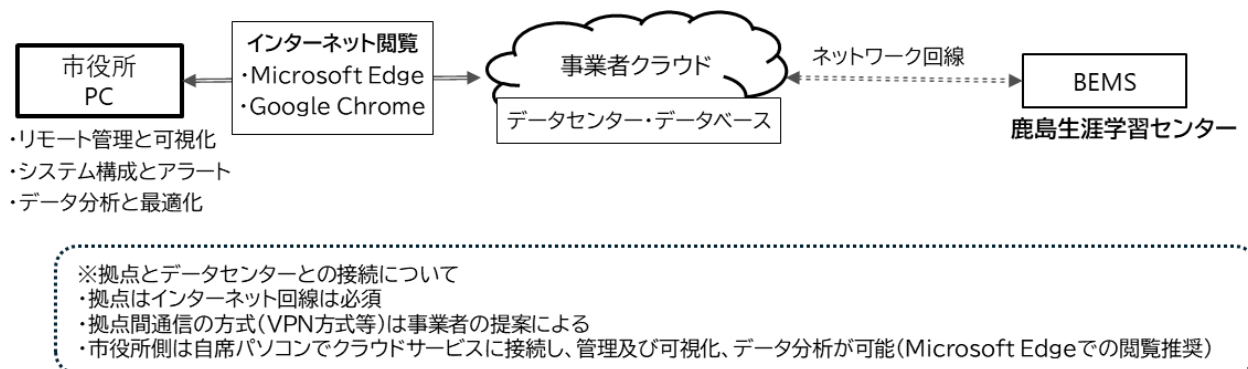 市役所
PC
・リモート管理と可視化
・システム構成とアラート
・データ分析と最適化
インターネット閲覧
・Microsoft Edge
・Google Chrome
事業者クラウド
データセンター・データベース
ネットワーク回線
BEMS
鹿島生涯学習センター
※拠点とデータセンターとの接続について
・拠点はインターネット回線は必須
・拠点間通信の方式(VPN方式等)は事業者の提案による
・市役所側は自席パソコンでクラウドサービスに接続し、管理及び可視化、データ分析が可能(Microsoft Edgeでの閲覧推奨)